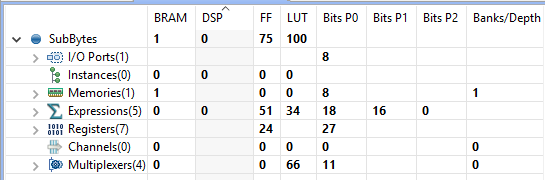 BRAM DSP FF LUT Bits P0 Bits P1 Bits P2 Banks/Depth
SubBytes 1 0 75 100
I/O Ports(1) 8
Instances(0) 0 0 0 0
Memories(1) 1 0 0 8 1
Expressions(5) 0 0 51 34 18 16 0
Registers(7) 24 27
Channels(0) 0 0 0 0 0
Multiplexers(4) 0 0 66 11 0